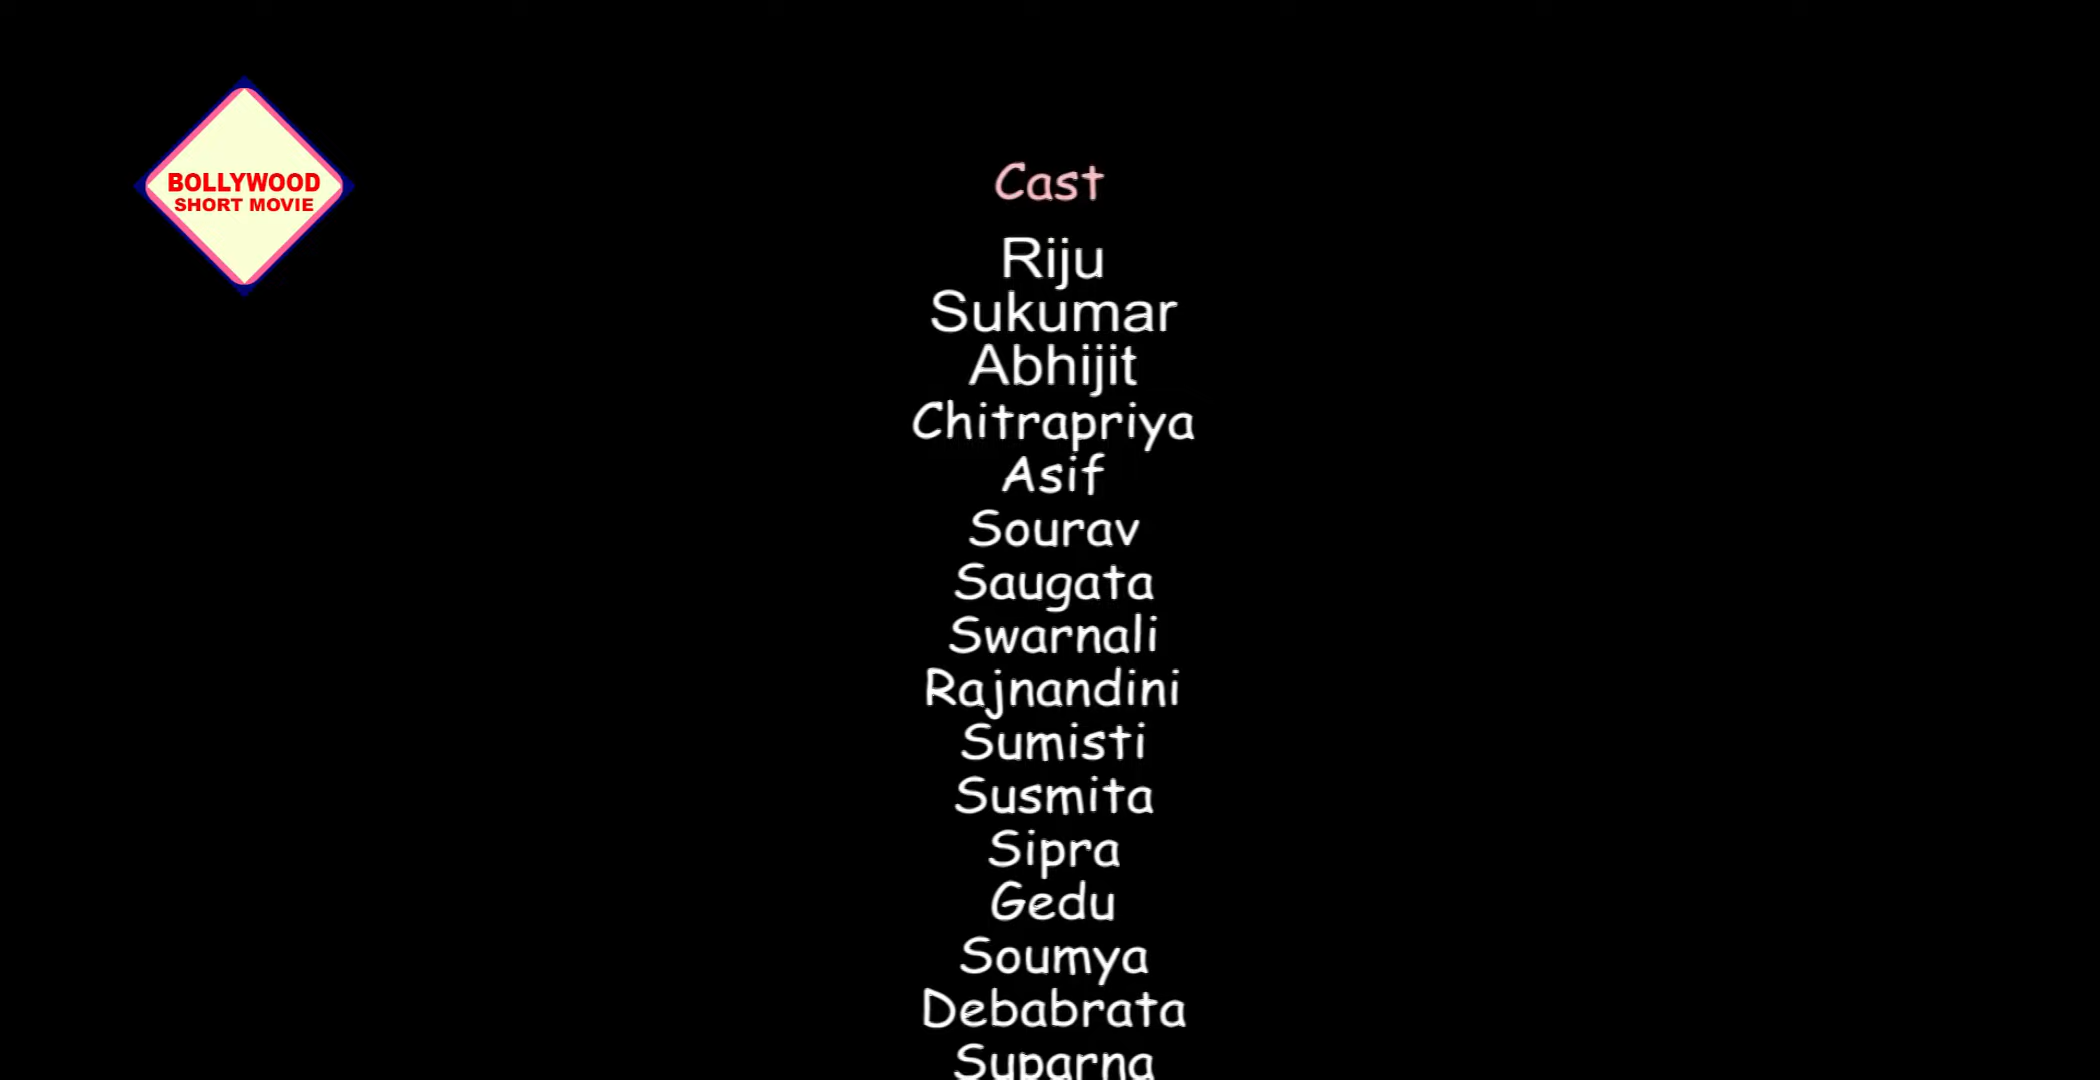 BOLLYWOOD
SHORT MOVIE
Cast
Riju
Sukumar
Abhijit
Chitrapriya
Asif
Sourav
Saugata
Swarnali
Rajnandini
Sumisti
Susmita
Sipra
Gedu
Soumya
Debabrata
Suparna